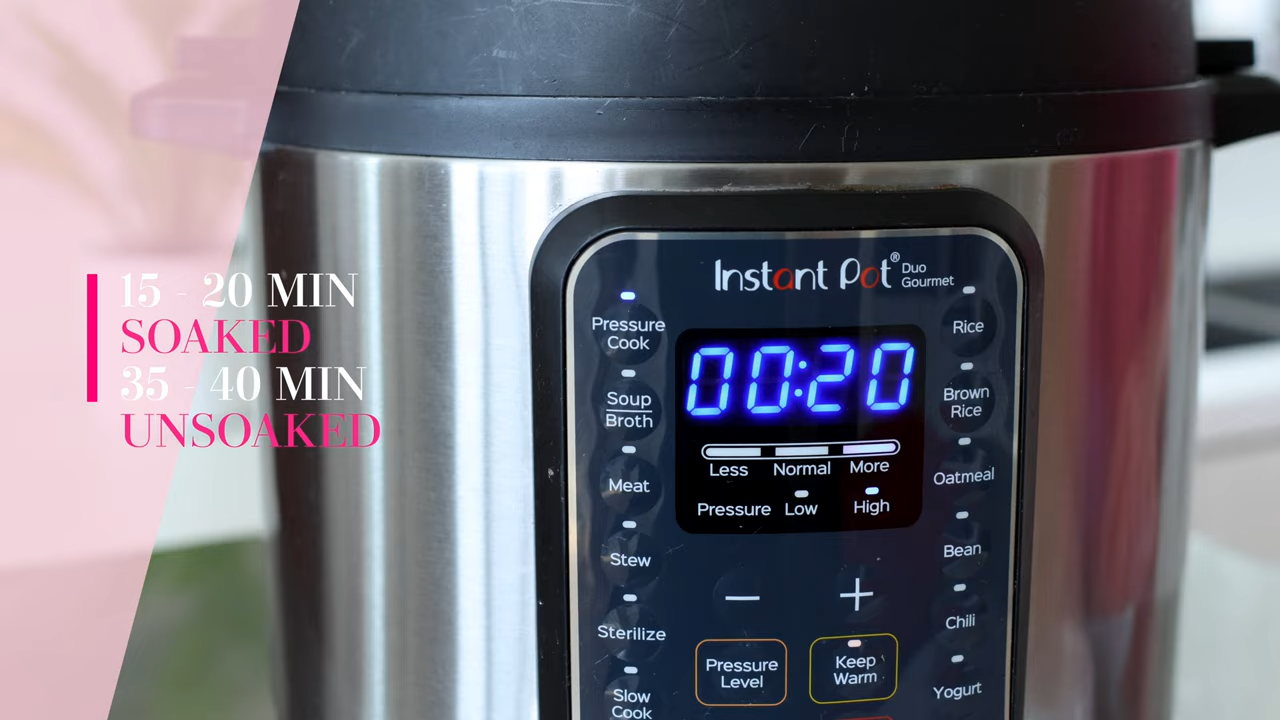 15 - 20 MIN
SOAKED
35 - 40 MIN
UNSOAKED
Instant Pot®
Duo
Gourmet
Pressure
Cook
Soup
Broth
Meat
Stew
Sterilize
Slow
Cook
00:20
Less Normal More
Pressure Low High
− +
Pressure
Level
Keep
Warm
Rice
Brown
Rice
Oatmeal
Bean
Chili
Yogurt